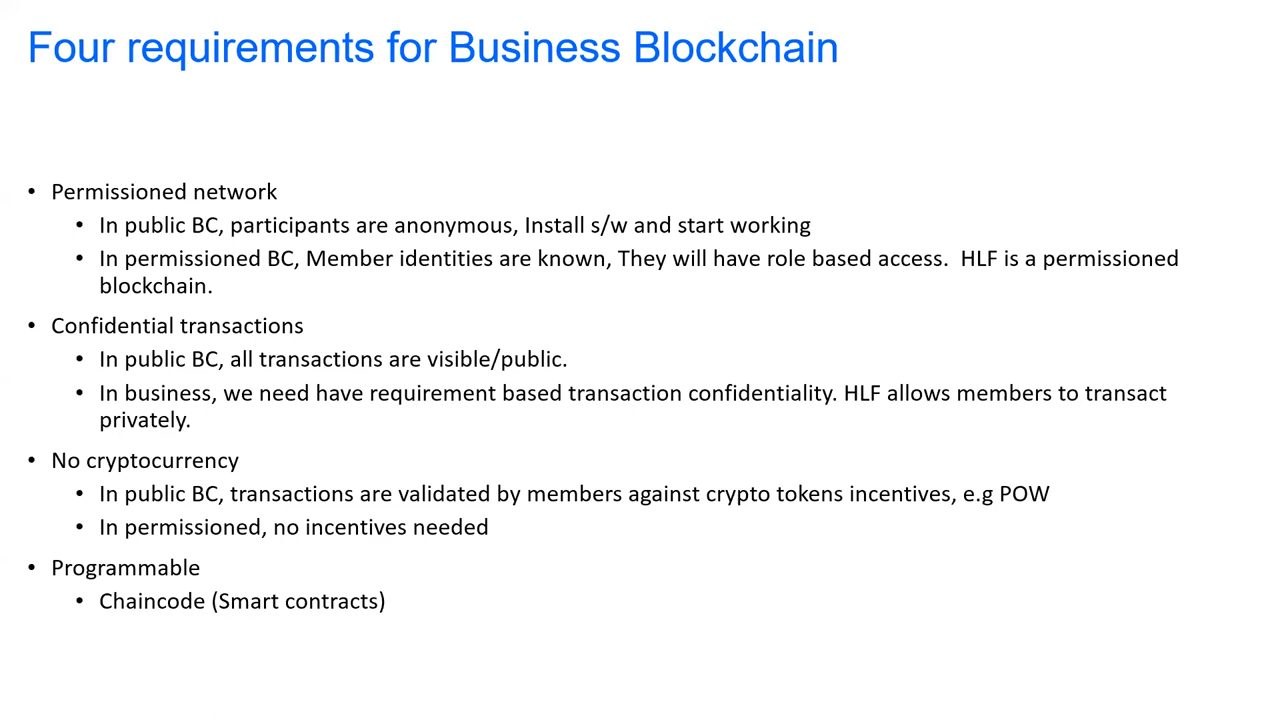 Four requirements for Business Blockchain
• Permissioned network
• In public BC, participants are anonymous, Install s/w and start working
• In permissioned BC, Member identities are known, They will have role based access.  HLF is a permissioned
blockchain.
• Confidential transactions
• In public BC, all transactions are visible/public.
• In business, we need have requirement based transaction confidentiality. HLF allows members to transact
privately.
• No cryptocurrency
• In public BC, transactions are validated by members against crypto tokens incentives, e.g POW
• In permissioned, no incentives needed
• Programmable
• Chaincode (Smart contracts)